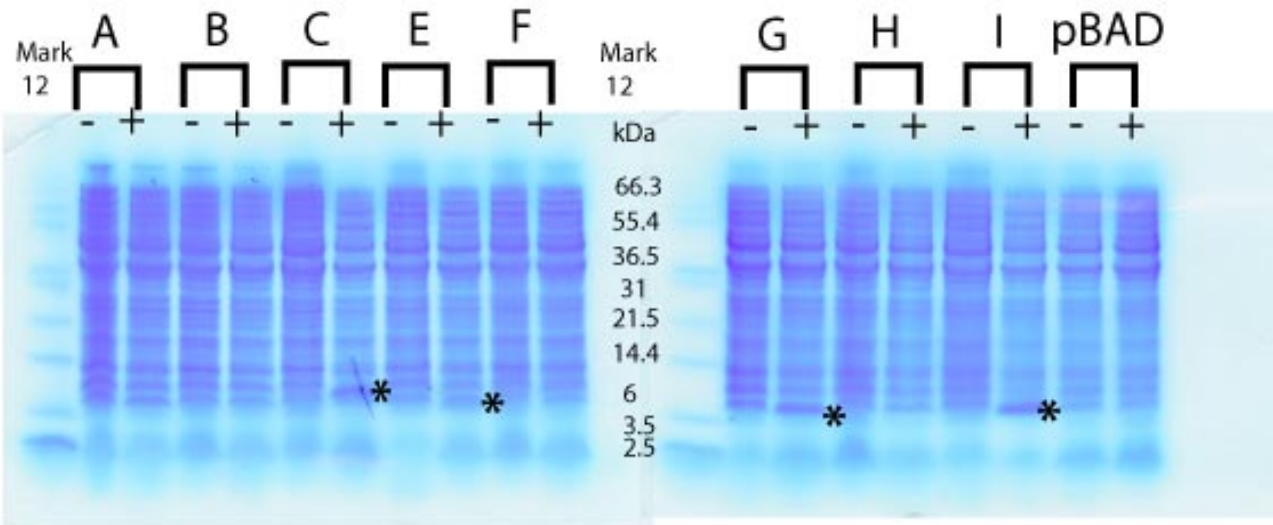 A B C E F
Mark
12
- + - + - + - + - +
Mark
12
kDa
66.3
55.4
36.5
31
21.5
14.4
6
3.5
2.5
* *
G H I pBAD
- + - + - + - +
* *